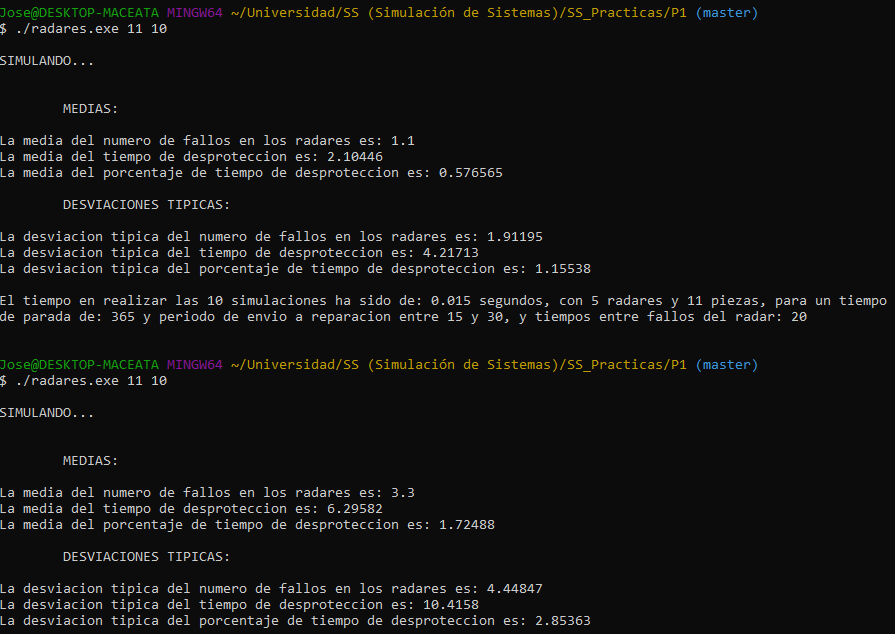 Jose@DESKTOP-MACEATA MINGW64 ~/Universidad/SS (Simulación de Sistemas)/SS_Practicas/P1 (master)
$ ./radares.exe 11 10
SIMULANDO...
MEDIAS:
La media del numero de fallos en los radares es: 1.1
La media del tiempo de desproteccion es: 2.10446
La media del porcentaje de tiempo de desproteccion es: 0.576565
DESVIACIONES TIPICAS:
La desviacion tipica del numero de fallos en los radares es: 1.91195
La desviacion tipica del tiempo de desproteccion es: 4.21713
La desviacion tipica del porcentaje de tiempo de desproteccion es: 1.15538
El tiempo en realizar las 10 simulaciones ha sido de: 0.015 segundos, con 5 radares y 11 piezas, para un tiempo
de parada de: 365 y periodo de envio a reparacion entre 15 y 30, y tiempos entre fallos del radar: 20
Jose@DESKTOP-MACEATA MINGW64 ~/Universidad/SS (Simulación de Sistemas)/SS_Practicas/P1 (master)
$ ./radares.exe 11 10
SIMULANDO...
MEDIAS:
La media del numero de fallos en los radares es: 3.3
La media del tiempo de desproteccion es: 6.29582
La media del porcentaje de tiempo de desproteccion es: 1.72488
DESVIACIONES TIPICAS:
La desviacion tipica del numero de fallos en los radares es: 4.44847
La desviacion tipica del tiempo de desproteccion es: 10.4158
La desviacion tipica del porcentaje de tiempo de desproteccion es: 2.85363